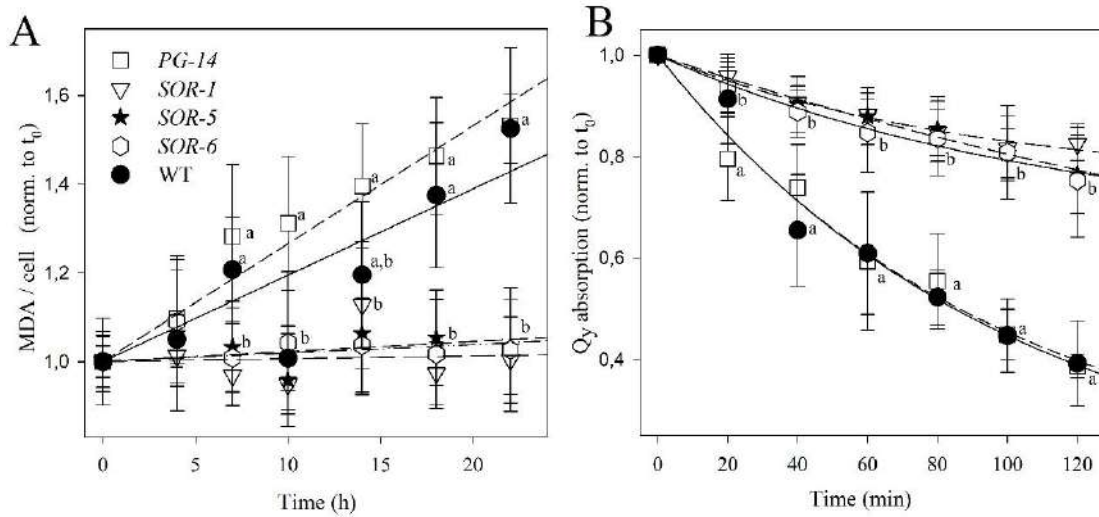 A
PG-14
SOR-1
SOR-5
SOR-6
WT
MDA / cell (norm. to t0)
1,6
1,4
1,2
1,0
a
a
a
a
a
a
a
a,b
b
b
b
b
b
0
5
10
15
20
Time (h)
B
Qy absorption (norm. to t0)
1,0
0,8
0,6
0,4
b
b
b
b
b
b
a
a
a
a
a
a
0
20
40
60
80
100
120
Time (min)